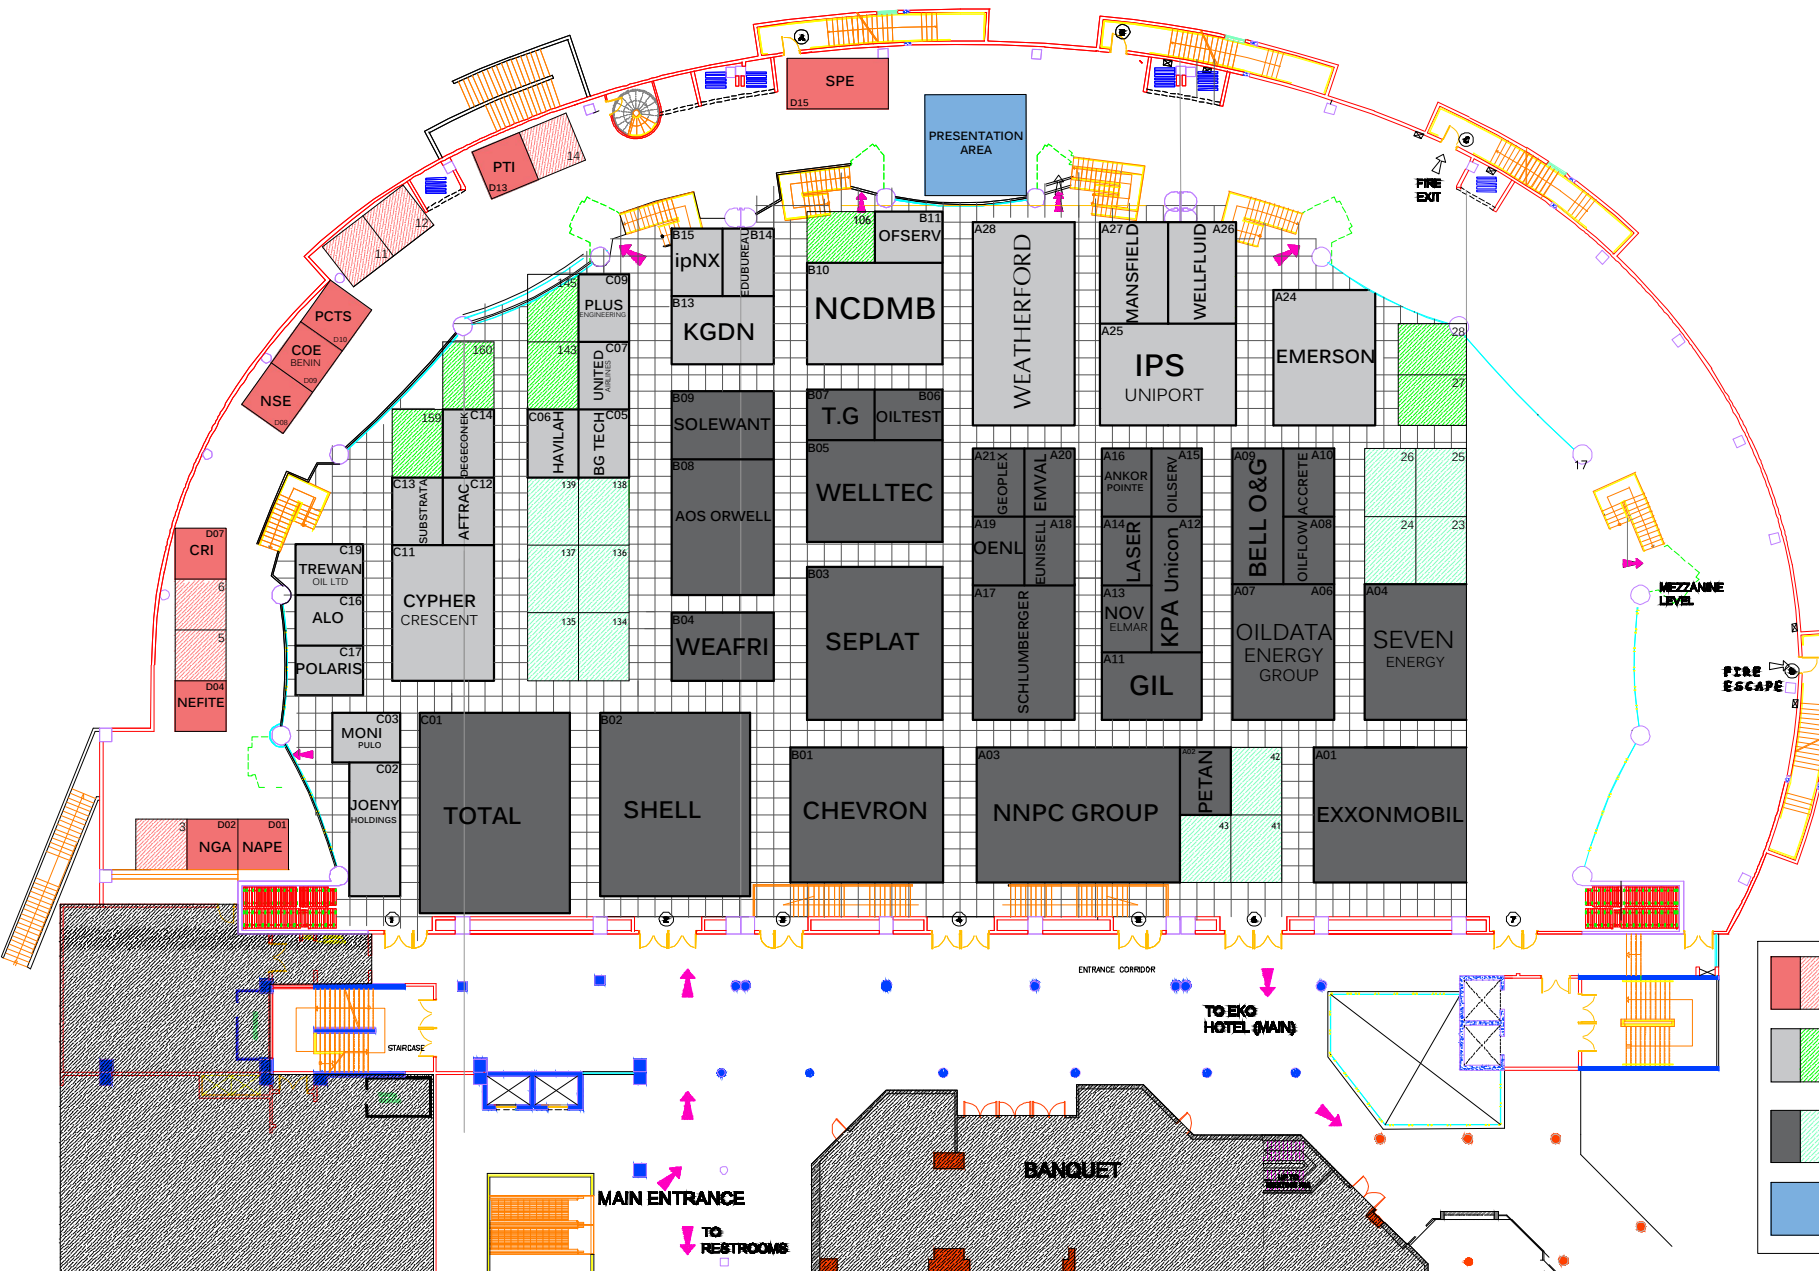 A
B
SPE
D15
PRESENTATION
AREA
PTI
D13
14
FIRE
EXIT
12
11
106
B11
OFSERV
B10
NCDMB
B15
ipNX
B14
EDUBUREAU
B13
KGDN
A28
WEATHERFORD
A27
MANSFIELD
A26
WELLFLUID
A25
IPS
UNIPORT
A24
EMERSON
28
27
145
C09
PLUS
ENGINEERING
143
C07
UNITED
AIRLINES
160
PCTS
D10
COE
BENIN
D09
NSE
D08
159
C14
DEGECONEK
C06
HAVILAH
C05
BG TECH
B09
SOLEWANT
B08
AOS ORWELL
B07
T.G
B06
OILTEST
B05
WELLTEC
A21
GEOPLEX
A20
EMVAL
A19
OENL
A18
EUNISELL
A17
SCHLUMBERGER
A16
ANKOR
POINTE
A15
OILSERV
A14
LASER
A12
KPA Unicon
A13
NOV
ELMAR
A11
GIL
A09
BELL O&G
A10
ACCRETE
A08
OILFLOW
A07
A06
OILDATA
ENERGY
GROUP
26
25
24
23
A04
SEVEN
ENERGY
17
MEZZANINE
LEVEL
FIRE
ESCAPE
C13
SUBSTRATA
C12
AFTRAC
C11
CYPHER
CRESCENT
139
138
137
136
135
134
B04
WEAFRI
B03
SEPLAT
D07
CRI
6
5
D04
NEFITE
C19
TREWAN
OIL LTD
C16
ALO
C17
POLARIS
C03
MONI
PULO
C02
JOENY
HOLDINGS
C01
TOTAL
B02
SHELL
B01
CHEVRON
A03
NNPC GROUP
A02
PETAN
42
43
41
A01
EXXONMOBIL
3
D02
NGA
D01
NAPE
1
2
3
4
5
6
7
ENTRANCE CORRIDOR
TO EKO
HOTEL (MAIN)
STAIRCASE
BANQUET
MAIN ENTRANCE
TO
RESTROOMS